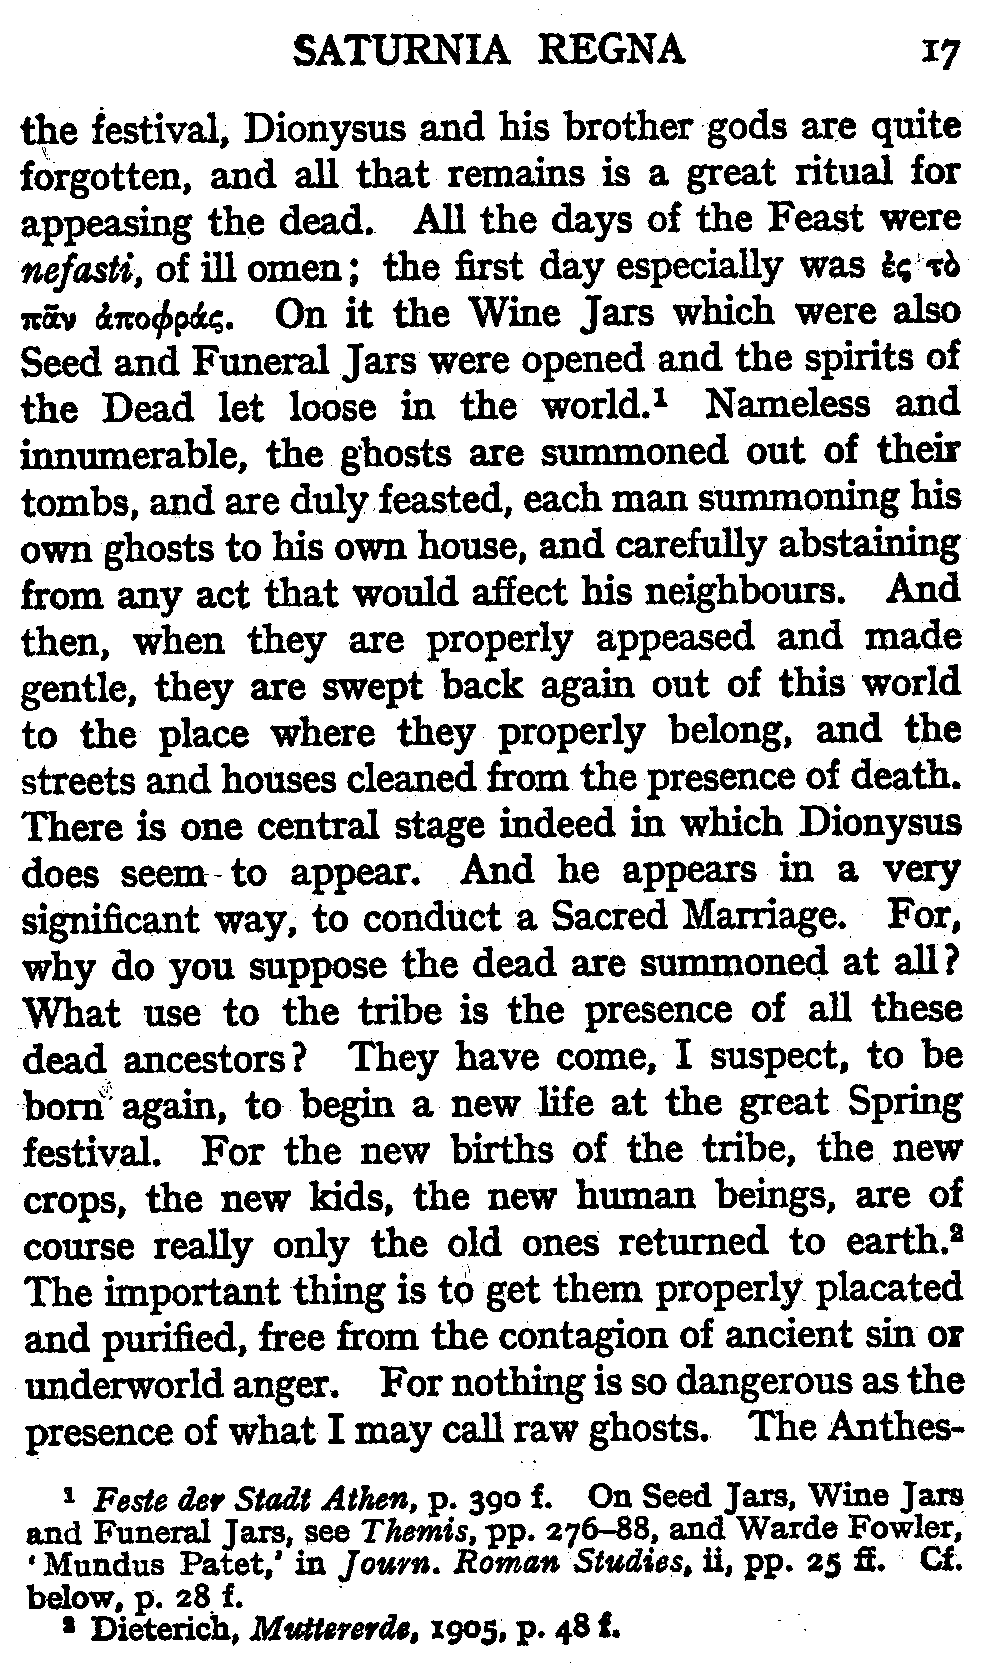 SATURNIA REGNA 17
the festival, Dionysus and his brother gods are quite
forgotten, and all that remains is a great ritual for
appeasing the dead. All the days of the Feast were
nefasti, of ill omen; the first day especially was ἐς τὸ
πᾶν ἀποφράς. On it the Wine Jars which were also
Seed and Funeral Jars were opened and the spirits of
the Dead let loose in the world.¹ Nameless and
innumerable, the ghosts are summoned out of their
tombs, and are duly feasted, each man summoning his
own ghosts to his own house, and carefully abstaining
from any act that would affect his neighbours. And
then, when they are properly appeased and made
gentle, they are swept back again out of this world
to the place where they properly belong, and the
streets and houses cleaned from the presence of death.
There is one central stage indeed in which Dionysus
does seem to appear. And he appears in a very
significant way, to conduct a Sacred Marriage. For,
why do you suppose the dead are summoned at all?
What use to the tribe is the presence of all these
dead ancestors? They have come, I suspect, to be
born again, to begin a new life at the great Spring
festival. For the new births of the tribe, the new
crops, the new kids, the new human beings, are of
course really only the old ones returned to earth.²
The important thing is to get them properly placated
and purified, free from the contagion of ancient sin or
underworld anger. For nothing is so dangerous as the
presence of what I may call raw ghosts. The Anthes-
¹ Feste der Stadt Athen, p. 390 f. On Seed Jars, Wine Jars
and Funeral Jars, see Themis, pp. 276–88, and Warde Fowler,
‘Mundus Patet,’ in Journ. Roman Studies, ii, pp. 25 ff. Cf.
below, p. 28 f.
² Dieterich, Muttererde, 1905, p. 48 f.